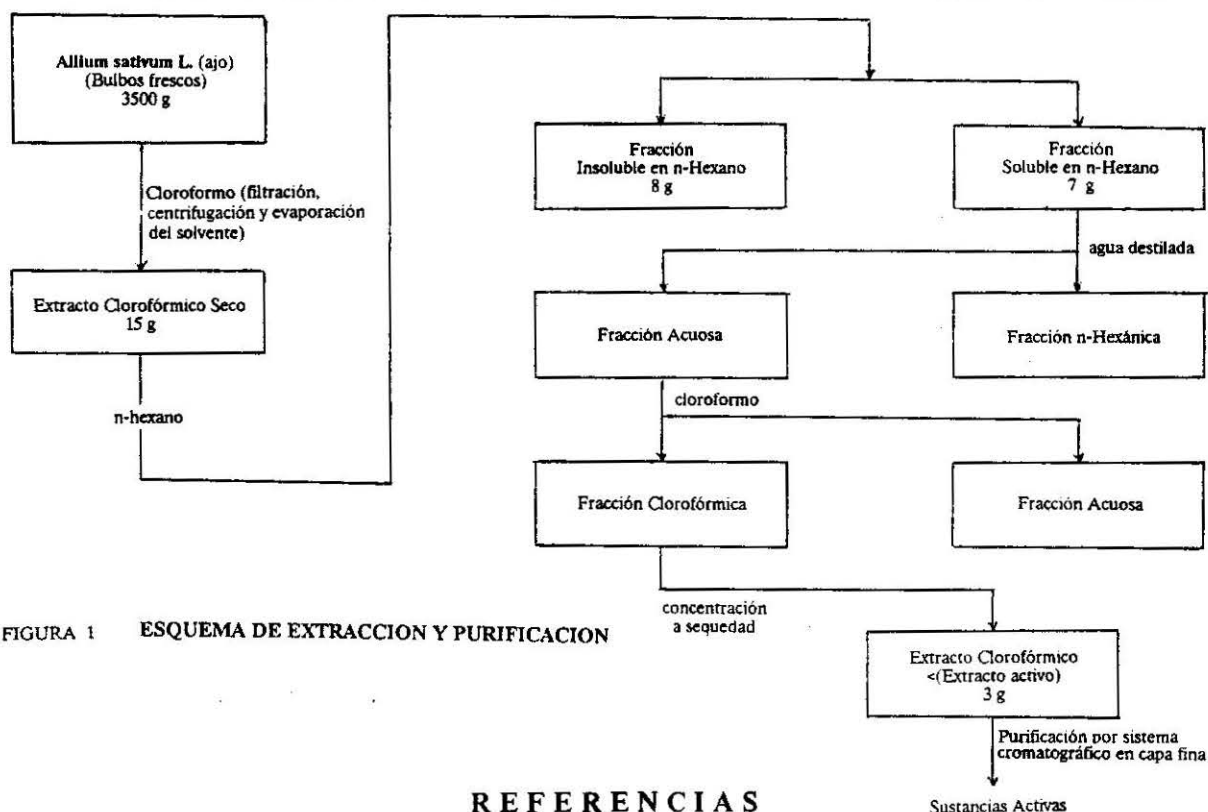 Allium sativum L. (ajo)
(Bulbos frescos)
3500 g
Cloroformo (filtración,
centrifugación y evaporación
del solvente)
Extracto Clorofórmico Seco
15 g
n-hexano
Fracción
Insoluble en n-Hexano
8 g
Fracción
Soluble en n-Hexano
7 g
agua destilada
Fracción Acuosa
Fracción n-Hexánica
cloroformo
Fracción Clorofórmica
Fracción Acuosa
concentración
a sequedad
Extracto Clorofórmico
<(Extracto activo)
3 g
Purificación por sistema
cromatográfico en capa fina
Sustancias Activas
FIGURA 1 ESQUEMA DE EXTRACCION Y PURIFICACION
REFERENCIAS